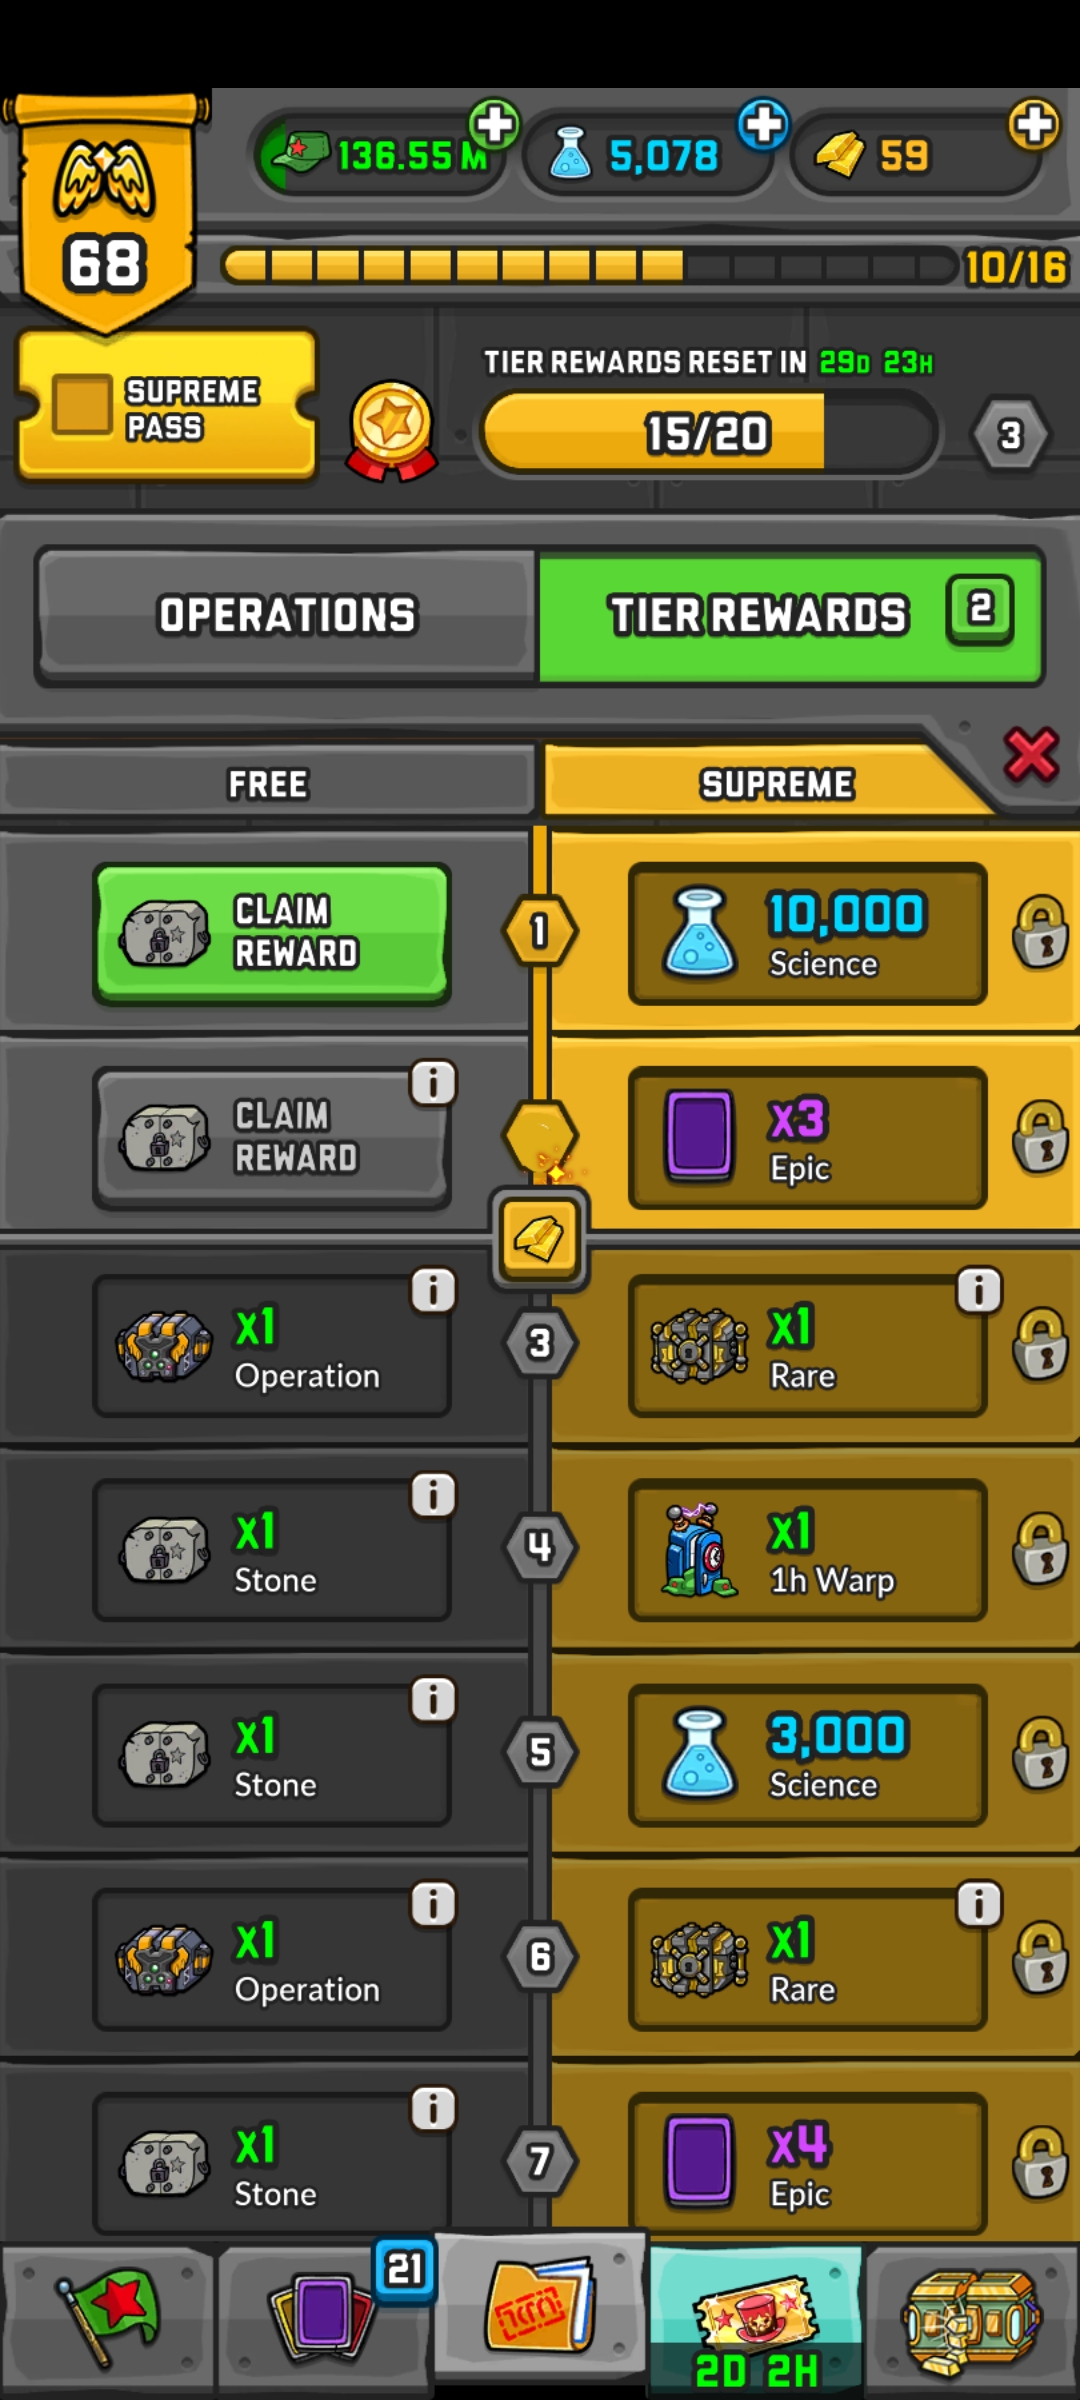 136.55 M
5,078
59
68
10/16
TIER REWARDS RESET IN 29D 23H
SUPREME
PASS
15/20
3
OPERATIONS
TIER REWARDS
2
FREE
SUPREME
CLAIM
REWARD
1
10,000
Science
i
CLAIM
REWARD
x3
Epic
i
x1
Operation
3
i
x1
Rare
i
x1
Stone
4
x1
1h Warp
i
x1
Stone
5
3,000
Science
i
x1
Operation
6
i
x1
Rare
i
x1
Stone
7
x4
Epic
21
2D 2H